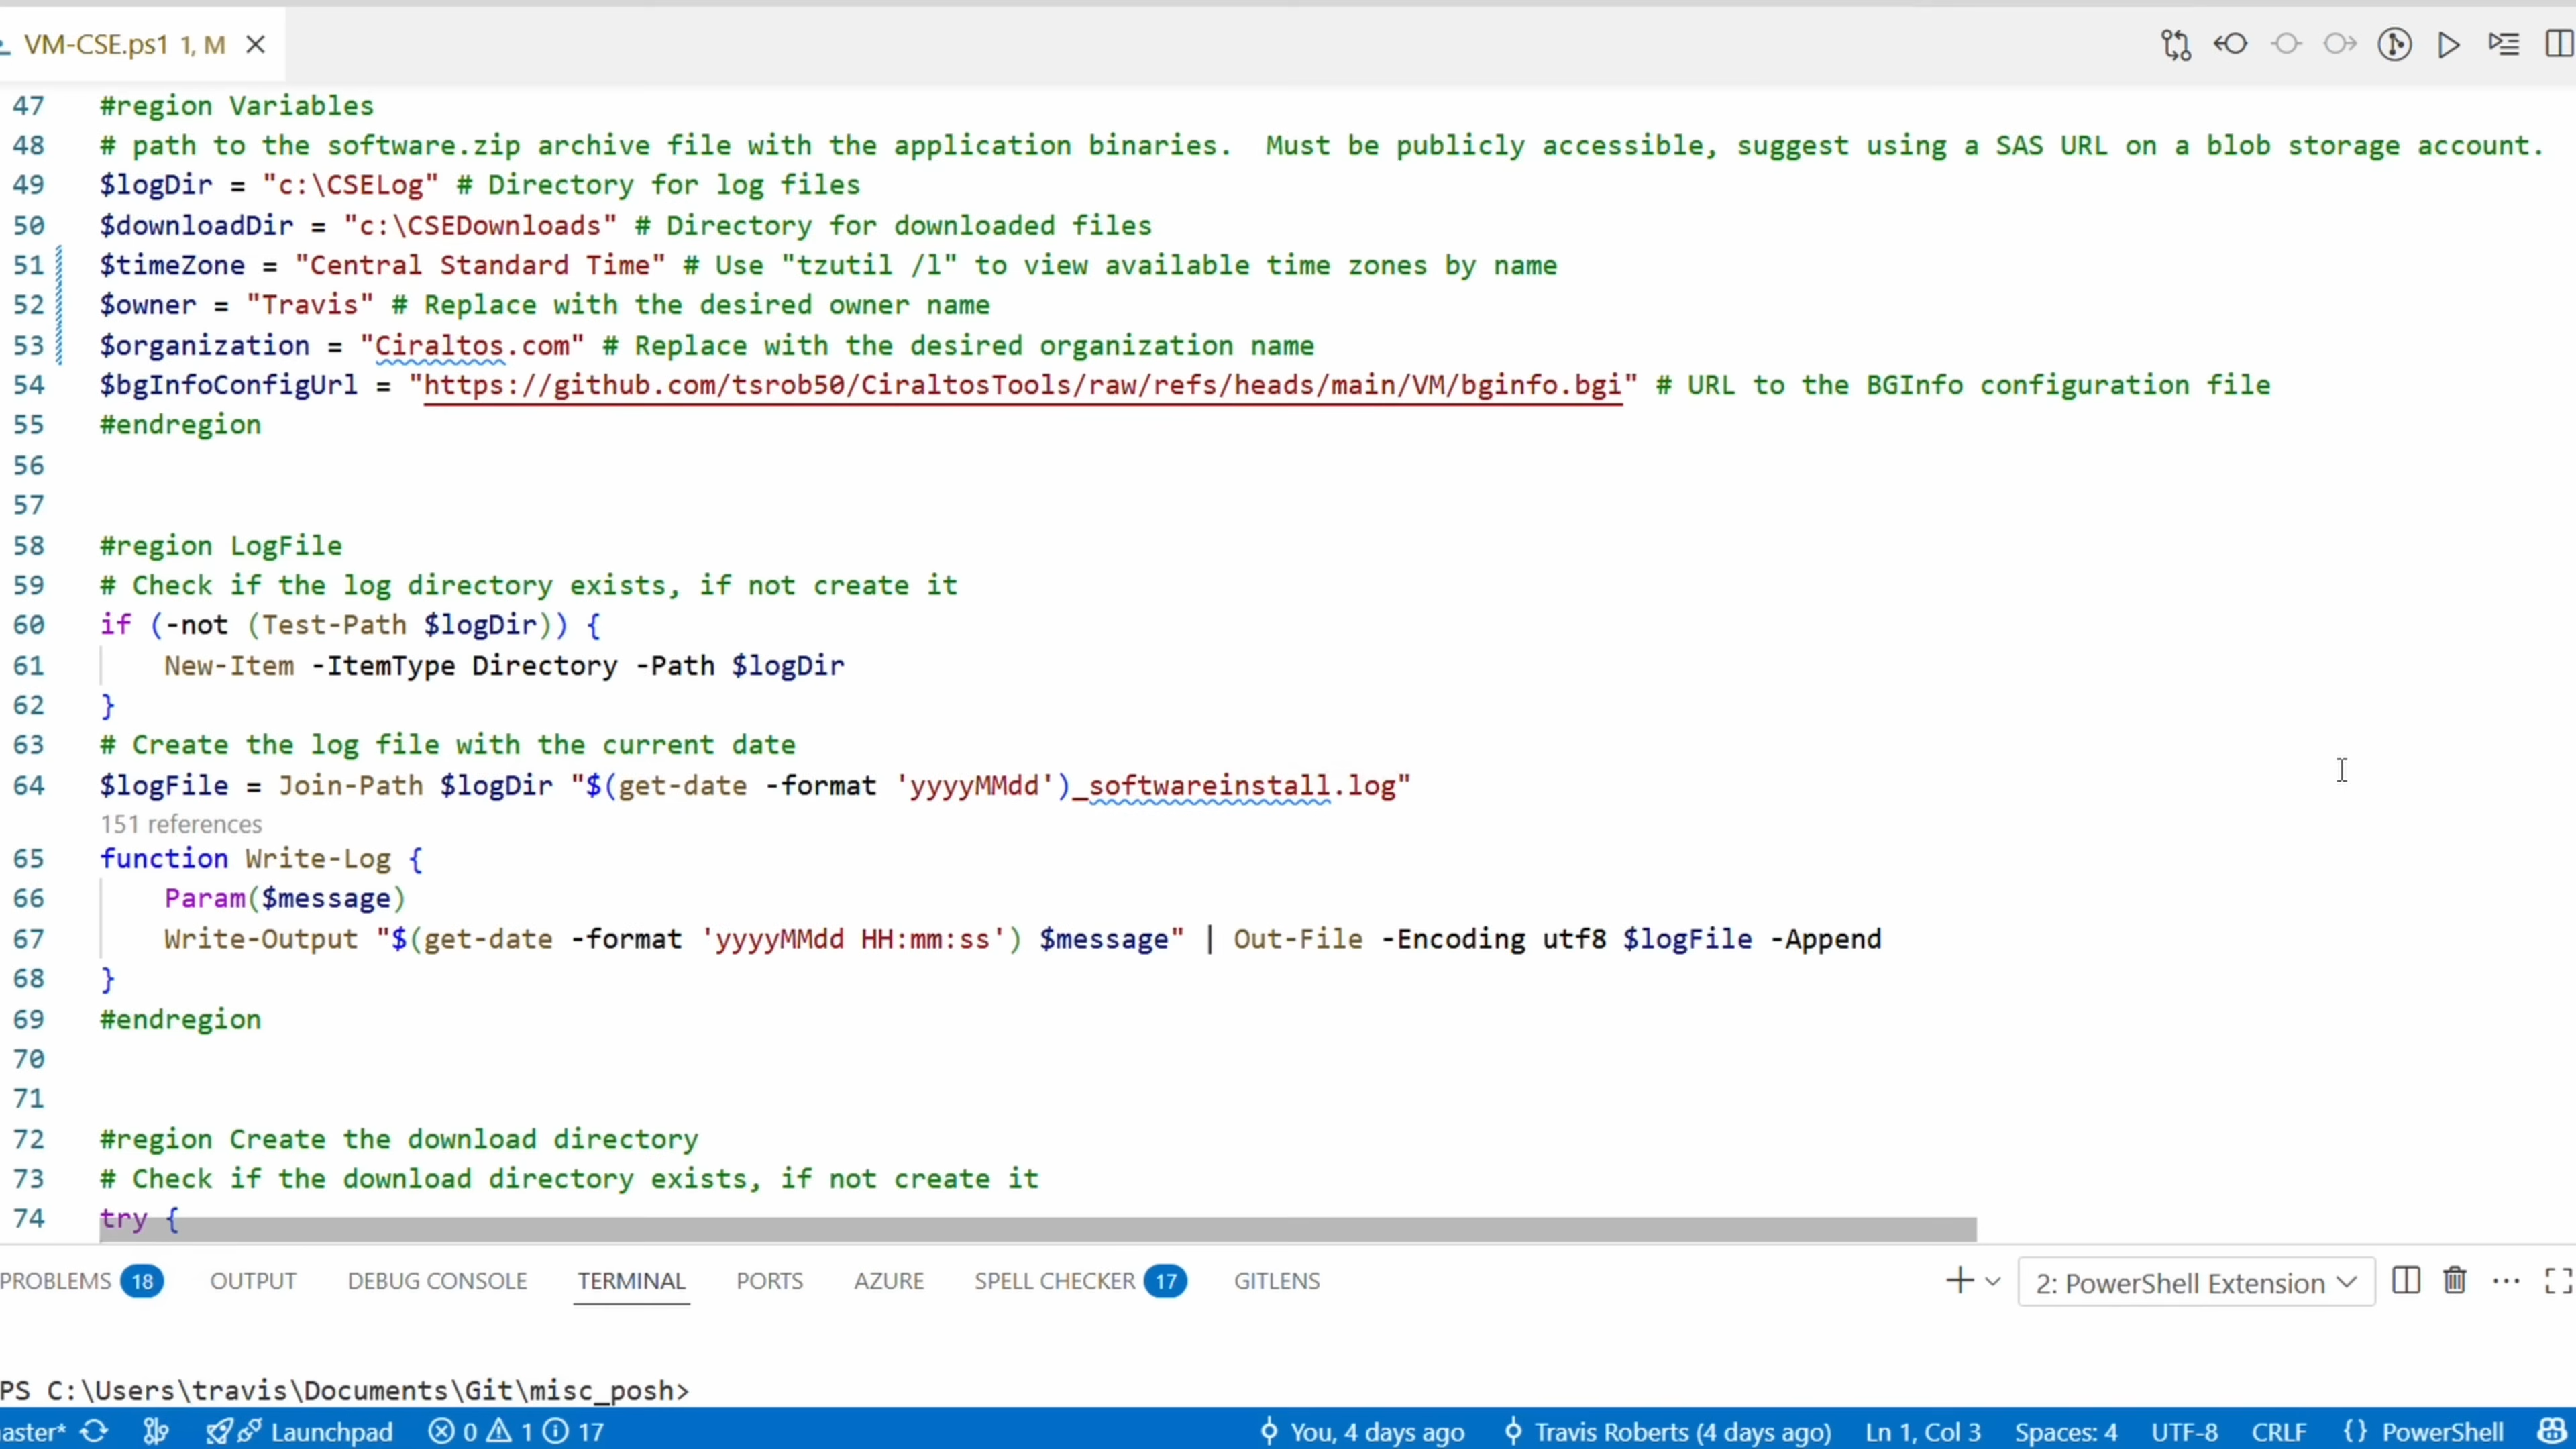 VM-CSE.ps1 1, M
47 #region Variables
48 # path to the software.zip archive file with the application binaries.  Must be publicly accessible, suggest using a SAS URL on a blob storage account.
49 $logDir = "c:\CSELog" # Directory for log files
50 $downloadDir = "c:\CSEDownloads" # Directory for downloaded files
51 $timeZone = "Central Standard Time" # Use "tzutil /l" to view available time zones by name
52 $owner = "Travis" # Replace with the desired owner name
53 $organization = "Ciraltos.com" # Replace with the desired organization name
54 $bgInfoConfigUrl = "https://github.com/tsrob50/CiraltosTools/raw/refs/heads/main/VM/bginfo.bgi" # URL to the BGInfo configuration file
55 #endregion
56
57
58 #region LogFile
59 # Check if the log directory exists, if not create it
60 if (-not (Test-Path $logDir)) {
61     New-Item -ItemType Directory -Path $logDir
62 }
63 # Create the log file with the current date
64 $logFile = Join-Path $logDir "$(get-date -format 'yyyyMMdd')_softwareinstall.log"
151 references
65 function Write-Log {
66     Param($message)
67     Write-Output "$(get-date -format 'yyyyMMdd HH:mm:ss') $message" | Out-File -Encoding utf8 $logFile -Append
68 }
69 #endregion
70
71
72 #region Create the download directory
73 # Check if the download directory exists, if not create it
74 try {
PROBLEMS 18 OUTPUT DEBUG CONSOLE TERMINAL PORTS AZURE SPELL CHECKER 17 GITLENS 2: PowerShell Extension
PS C:\Users\travis\Documents\Git\misc_posh>
aster* Launchpad 0 1 17 You, 4 days ago Travis Roberts (4 days ago) Ln 1, Col 3 Spaces: 4 UTF-8 CRLF {} PowerShell